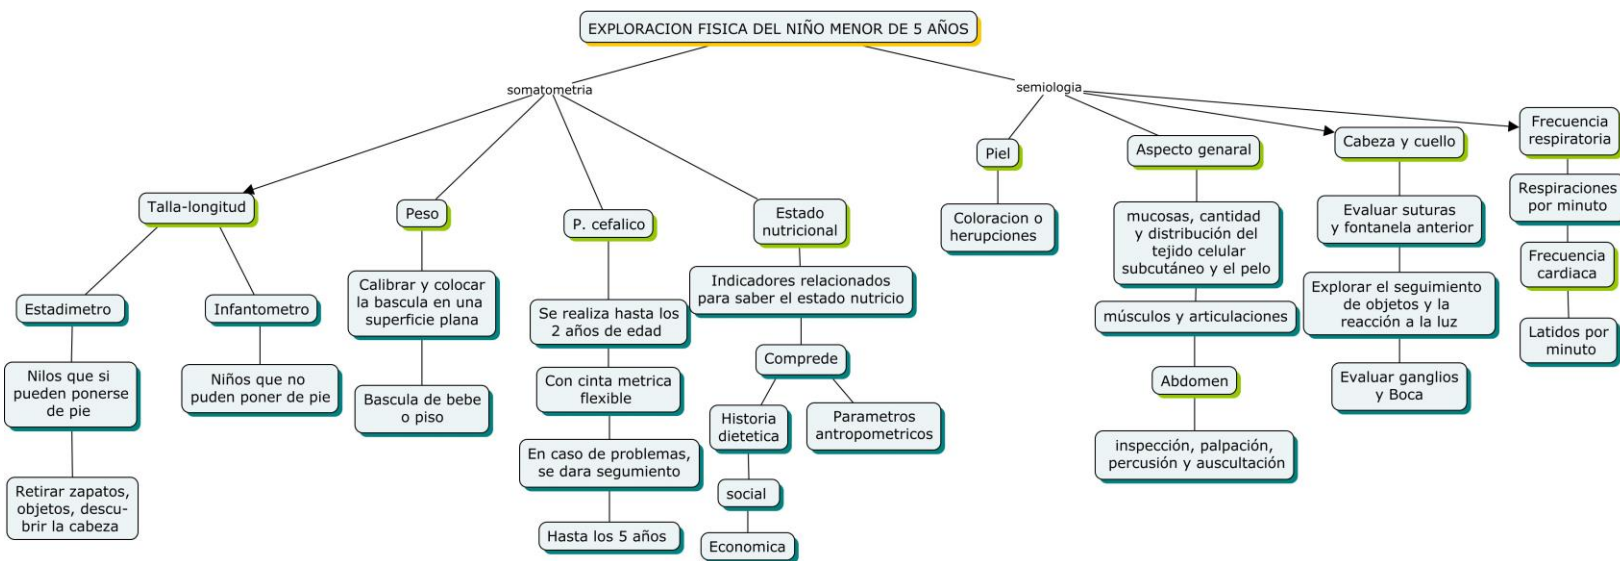 EXPLORACION FISICA DEL NIÑO MENOR DE 5 AÑOS
somatometria
semiologia
Talla-longitud
Estadimetro
Nilos que si
pueden ponerse
de pie
Retirar zapatos,
objetos, descu-
brir la cabeza
Infantometro
Niños que no
puden poner de pie
Peso
Calibrar y colocar
la bascula en una
superficie plana
Bascula de bebe
o piso
P. cefalico
Se realiza hasta los
2 años de edad
Con cinta metrica
flexible
En caso de problemas,
se dara segumiento
Hasta los 5 años
Estado
nutricional
Indicadores relacionados
para saber el estado nutricio
Comprede
Historia
dietetica
social
Economica
Parametros
antropometricos
Piel
Coloracion o
herupciones
Aspecto genaral
mucosas, cantidad
y distribución del
tejido celular
subcutáneo y el pelo
músculos y articulaciones
Abdomen
inspección, palpación,
percusión y auscultación
Cabeza y cuello
Evaluar suturas
y fontanela anterior
Explorar el seguimiento
de objetos y la
reacción a la luz
Evaluar ganglios
y Boca
Frecuencia
respiratoria
Respiraciones
por minuto
Frecuencia
cardiaca
Latidos por
minuto